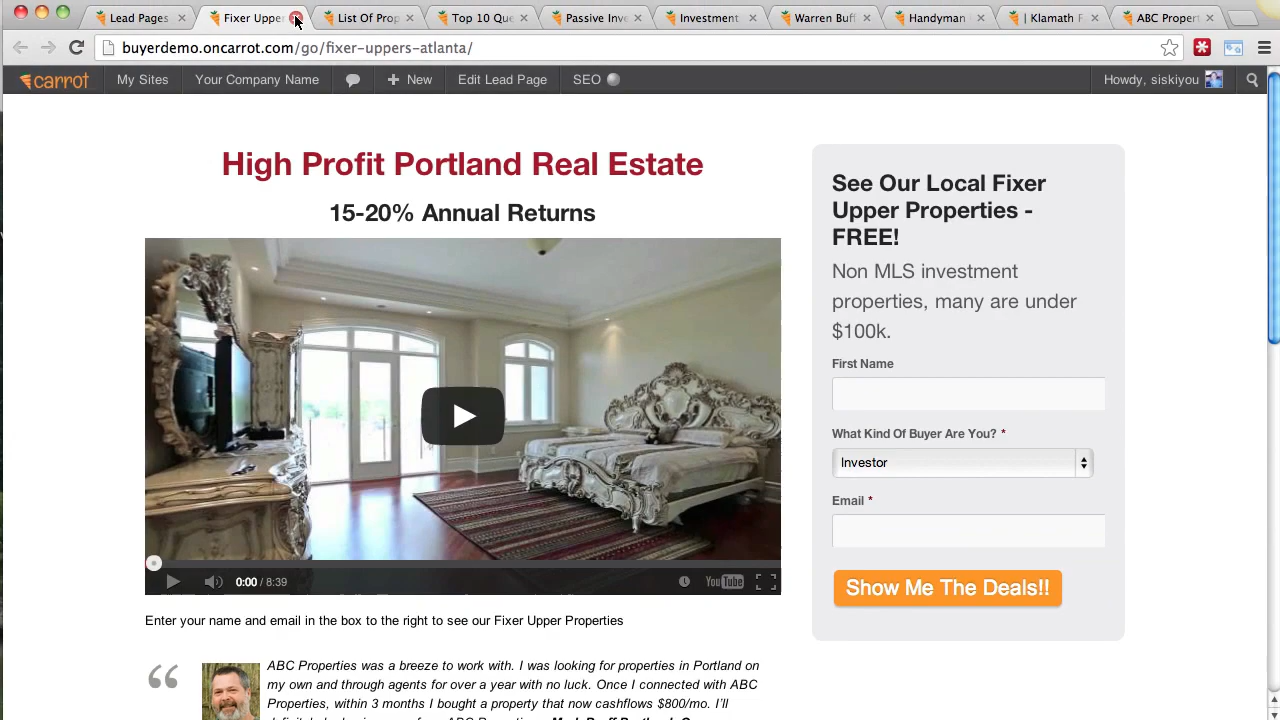 Lead Pages
Fixer Upper
List Of Prop
Top 10 Que
Passive Inve
Investment
Warren Buff
Handyman
| Klamath F
ABC Propert
buyerdemo.oncarrot.com/go/fixer-uppers-atlanta/
carrot
My Sites
Your Company Name
New
Edit Lead Page
SEO
Howdy, siskiyou
High Profit Portland Real Estate
15-20% Annual Returns
0:00 / 8:39
YouTube
Enter your name and email in the box to the right to see our Fixer Upper Properties
ABC Properties was a breeze to work with. I was looking for properties in Portland on
my own and through agents for over a year with no luck. Once I connected with ABC
Properties, within 3 months I bought a property that now cashflows $800/mo. I'll
See Our Local Fixer
Upper Properties -
FREE!
Non MLS investment
properties, many are under
$100k.
First Name
What Kind Of Buyer Are You? *
Investor
Email *
Show Me The Deals!!